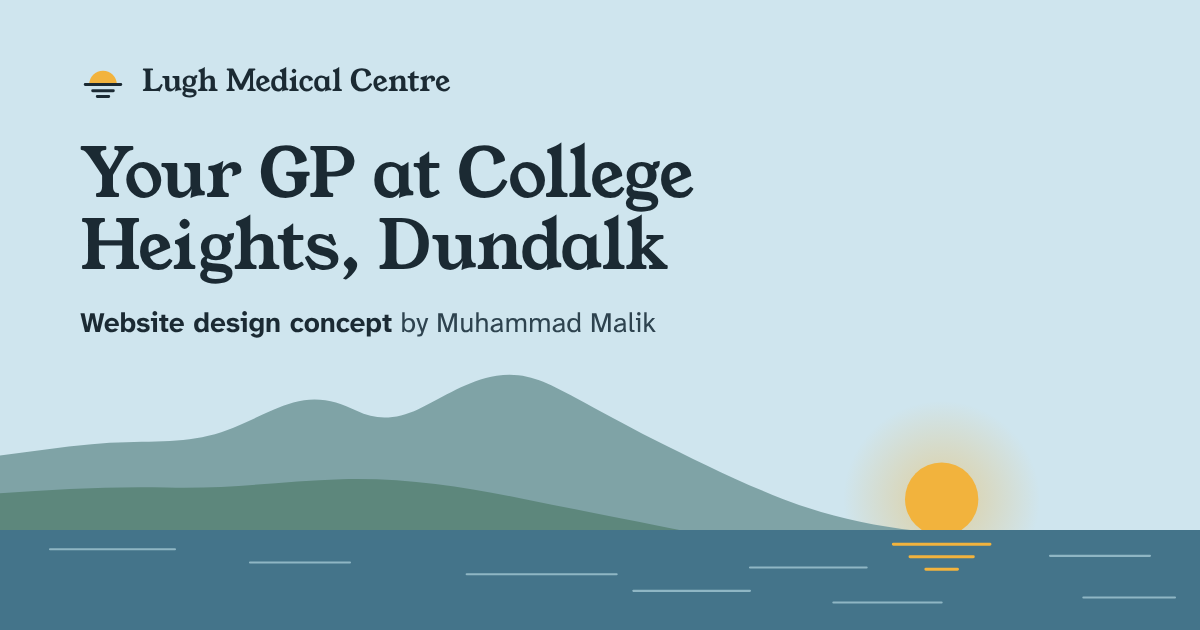 Lugh Medical Centre
Your GP at College
Heights, Dundalk
Website design concept by Muhammad Malik